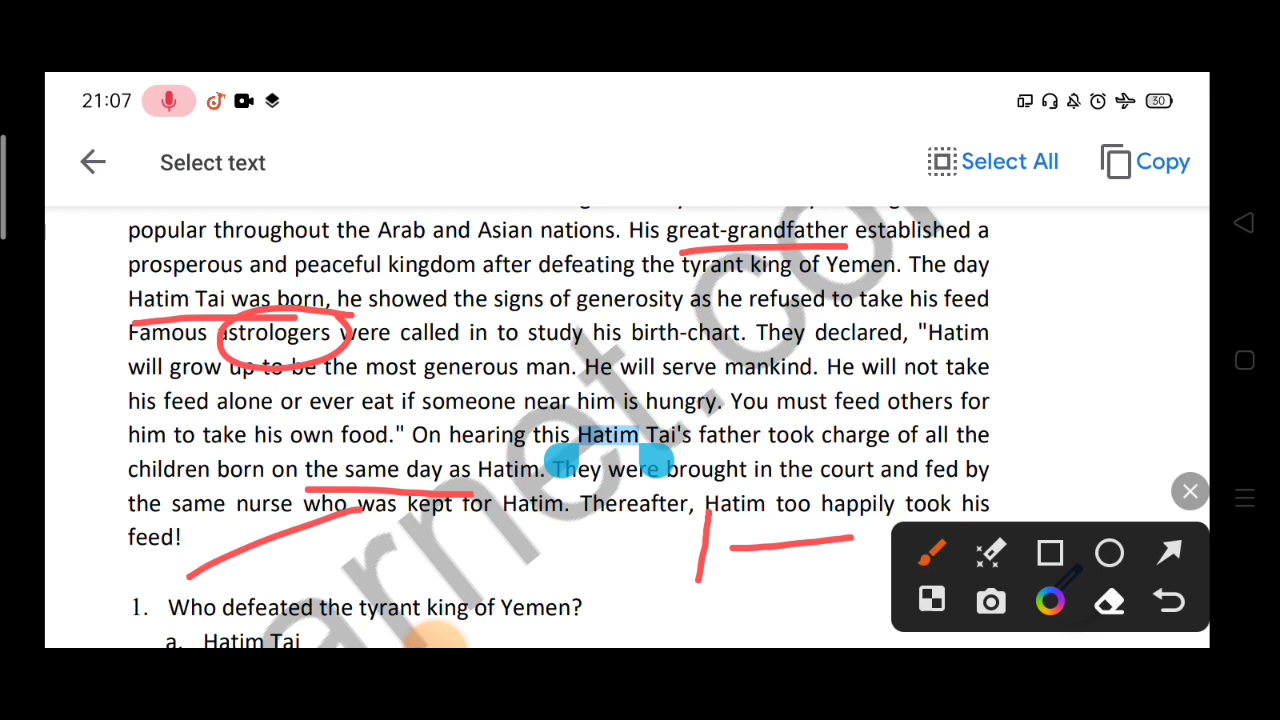 21:07
30
Select text
Select All
Copy
popular throughout the Arab and Asian nations. His great-grandfather established a
prosperous and peaceful kingdom after defeating the tyrant king of Yemen. The day
Hatim Tai was born, he showed the signs of generosity as he refused to take his feed
Famous astrologers were called in to study his birth-chart. They declared, "Hatim
will grow up to be the most generous man. He will serve mankind. He will not take
his feed alone or ever eat if someone near him is hungry. You must feed others for
him to take his own food." On hearing this Hatim Tai's father took charge of all the
children born on the same day as Hatim. They were brought in the court and fed by
the same nurse who was kept for Hatim. Thereafter, Hatim too happily took his
feed!
1. Who defeated the tyrant king of Yemen?
a. Hatim Tai